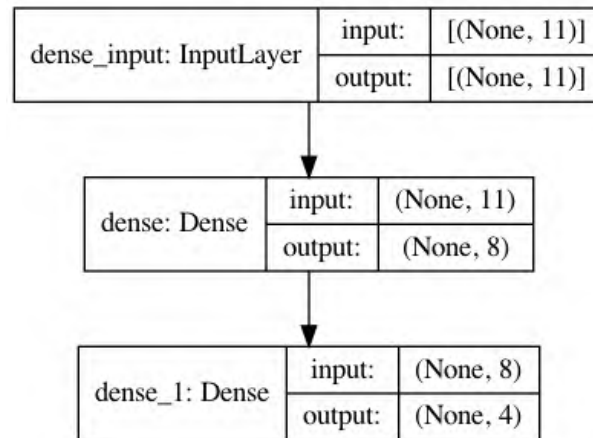 dense_input: InputLayer
input: [(None, 11)]
output: [(None, 11)]
dense: Dense
input: (None, 11)
output: (None, 8)
dense_1: Dense
input: (None, 8)
output: (None, 4)